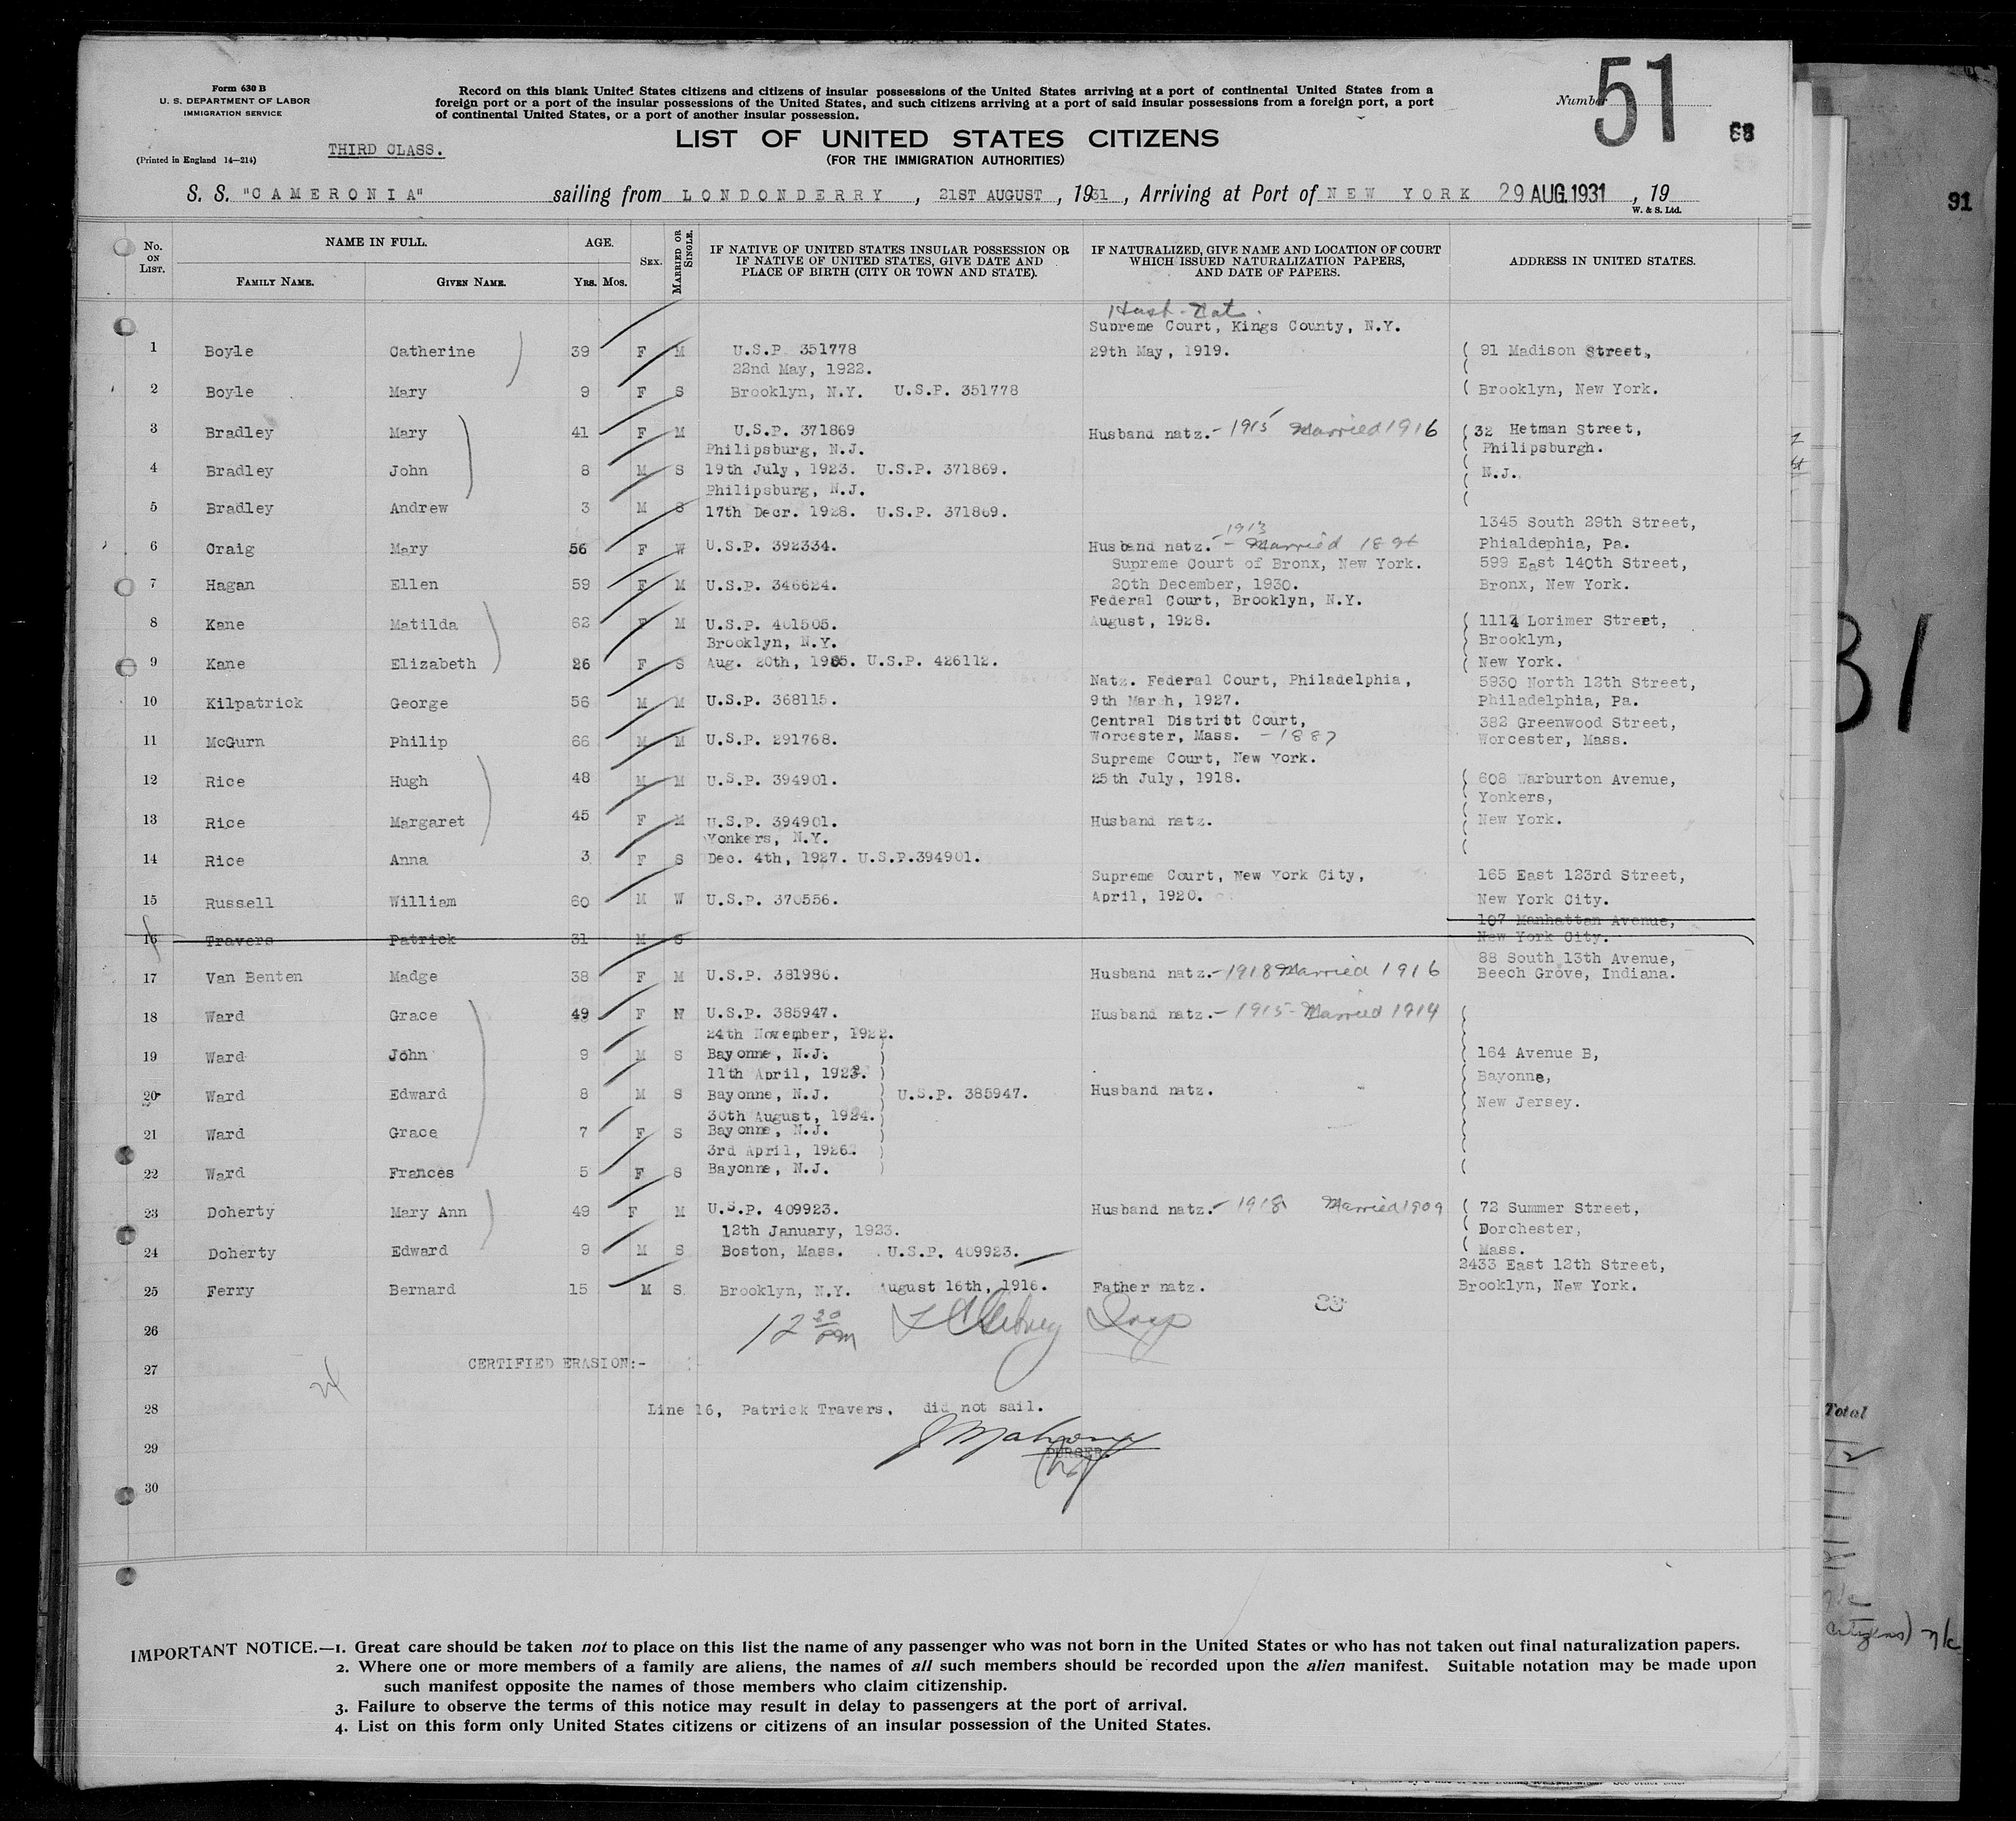 Form 630 B
U. S. DEPARTMENT OF LABOR
IMMIGRATION SERVICE
(Printed in England 14—214)
THIRD CLASS.
Record on this blank United States citizens and citizens of insular possessions of the United States arriving at a port of continental United States from a
foreign port or a port of the insular possessions of the United States, and such citizens arriving at a port of said insular possessions from a foreign port, a port
of continental United States, or a port of another insular possession.
Number 51
LIST OF UNITED STATES CITIZENS
(FOR THE IMMIGRATION AUTHORITIES)
S. S. "CAMERONIA" sailing from LONDONDERRY, 21ST AUGUST, 1931, Arriving at Port of NEW YORK 29 AUG. 1931, 19
W. & S. Ltd.
91
No. ON LIST. NAME IN FULL. AGE. SEX. MARRIED OR SINGLE. IF NATIVE OF UNITED STATES INSULAR POSSESSION OR IF NATIVE OF UNITED STATES, GIVE DATE AND PLACE OF BIRTH (CITY OR TOWN AND STATE). IF NATURALIZED, GIVE NAME AND LOCATION OF COURT WHICH ISSUED NATURALIZATION PAPERS, AND DATE OF PAPERS. ADDRESS IN UNITED STATES.
FAMILY NAME. GIVEN NAME. YRS. MOS.
Husb. Nat.
Supreme Court, Kings County, N.Y.
1 Boyle Catherine 39 F M U.S.P. 351778 29th May, 1919. 91 Madison Street,
22nd May, 1922.
2 Boyle Mary 9 F S Brooklyn, N.Y. U.S.P. 351778 Brooklyn, New York.
3 Bradley Mary 41 F M U.S.P. 371869 Husband natz. - 1915 Married 1916 32 Hetman Street,
Philipsburg, N.J. Philipsburgh.
4 Bradley John 8 M S 19th July, 1923. U.S.P. 371869. N.J.
Philipsburg, N.J.
5 Bradley Andrew 3 M S 17th Decr. 1928. U.S.P. 371869.
1913 1345 South 29th Street,
6 Craig Mary 56 F W U.S.P. 392334. Husband natz. - Married Phialdephia, Pa.
Supreme Court of Bronx, New York. 599 East 140th Street,
7 Hagan Ellen 59 F M U.S.P. 346624. 20th December, 1930. Bronx, New York.
Federal Court, Brooklyn, N.Y.
8 Kane Matilda 62 F M U.S.P. 401505. August, 1928. 1114 Lorimer Street,
Brooklyn, N.Y. Brooklyn,
9 Kane Elizabeth 26 F S Aug. 20th, 1905. U.S.P. 426112. New York.
Natz. Federal Court, Philadelphia, 5930 North 12th Street,
10 Kilpatrick George 56 M M U.S.P. 368115. 9th March, 1927. Philadelphia, Pa.
Central District Court, 382 Greenwood Street,
11 McGurn Philip 66 M M U.S.P. 291768. Worcester, Mass. - 1887 Worcester, Mass.
Supreme Court, New York.
12 Rice Hugh 48 M M U.S.P. 394901. 25th July, 1918. 608 Warburton Avenue,
Yonkers,
13 Rice Margaret 45 F M U.S.P. 394901. Husband natz. New York.
Yonkers, N.Y.
14 Rice Anna 3 F S Dec. 4th, 1927. U.S.P.394901.
Supreme Court, New York City, 165 East 123rd Street,
15 Russell William 60 M W U.S.P. 370556. April, 1920. New York City.
107 Manhattan Avenue,
16 Travers Patrick 31 M S New York City.
88 South 13th Avenue,
17 Van Benten Madge 38 F M U.S.P. 381986. Husband natz. - 1918 Married 1916 Beech Grove, Indiana.
18 Ward Grace 49 F M U.S.P. 385947. Husband natz. - 1915 - Married 1914
24th November, 1922.
19 Ward John 9 M S Bayonne, N.J. 164 Avenue B,
11th April, 1923. Bayonne,
20 Ward Edward 8 M S Bayonne, N.J. U.S.P. 385947. Husband natz. New Jersey.
30th August, 1924.
21 Ward Grace 7 F S Bayonne, N.J.
3rd April, 1926.
22 Ward Frances 5 F S Bayonne, N.J.
23 Doherty Mary Ann 49 F M U.S.P. 409923. Husband natz. - 1918 Married 1909 72 Summer Street,
12th January, 1923. Dorchester,
24 Doherty Edward 9 M S Boston, Mass. U.S.P. 409923. Mass.
2433 East 12th Street,
25 Ferry Bernard 15 M S. Brooklyn, N.Y. August 16th, 1916. Father natz. Brooklyn, New York.
26 12 30 pm Insp
27 CERTIFIED ERASION:-
28 Line 16, Patrick Travers, did not sail.
29 PURSER.
30
IMPORTANT NOTICE.—1. Great care should be taken not to place on this list the name of any passenger who was not born in the United States or who has not taken out final naturalization papers.
2. Where one or more members of a family are aliens, the names of all such members should be recorded upon the alien manifest. Suitable notation may be made upon
such manifest opposite the names of those members who claim citizenship.
3. Failure to observe the terms of this notice may result in delay to passengers at the port of arrival.
4. List on this form only United States citizens or citizens of an insular possession of the United States.
Total